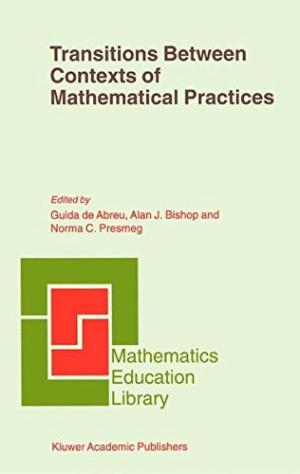 Transitions Between
Contexts of
Mathematical Practices
Edited by
Guida de Abreu, Alan J. Bishop and
Norma C. Presmeg
Mathematics
Education
Library
Kluwer Academic Publishers